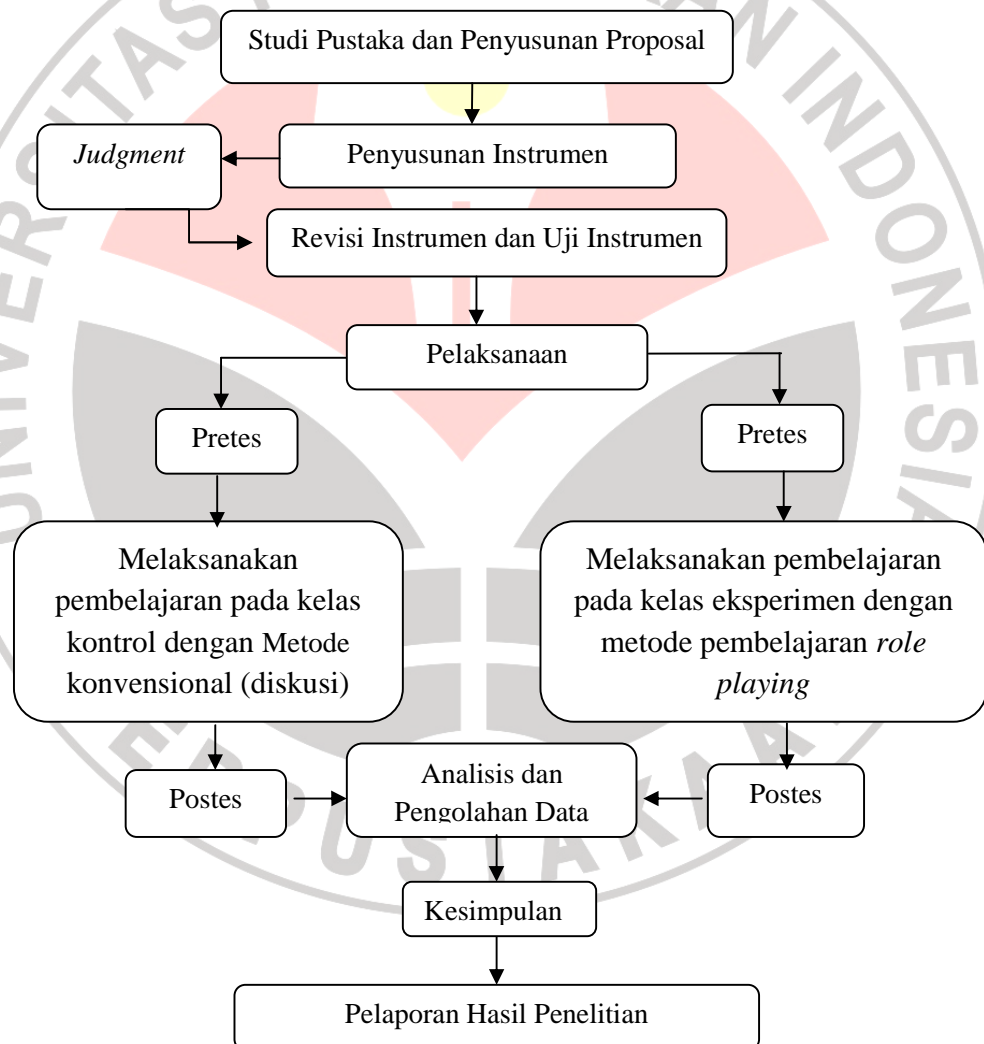 Studi Pustaka dan Penyusunan Proposal
Judgment
Penyusunan Instrumen
Revisi Instrumen dan Uji Instrumen
Pelaksanaan
Pretes
Pretes
Melaksanakan
pembelajaran pada kelas
kontrol dengan Metode
konvensional (diskusi)
Melaksanakan pembelajaran
pada kelas eksperimen dengan
metode pembelajaran role
playing
Postes
Analisis dan
Pengolahan Data
Postes
Kesimpulan
Pelaporan Hasil Penelitian
INDONESIA